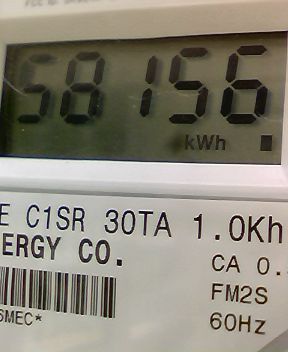 58156
kWh
E C1SR 30TA 1.0Kh
ERGY CO.
CA 0.
FM2S
60Hz
SMEC*